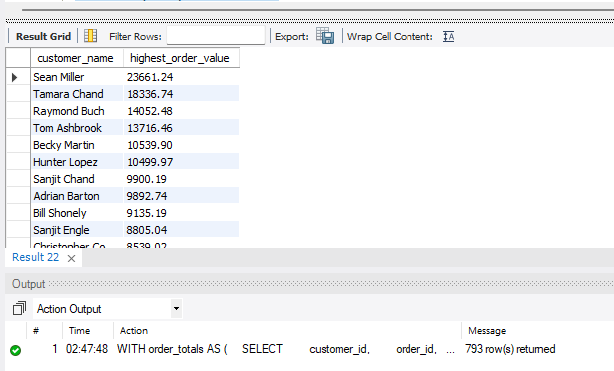 Result Grid Filter Rows: Export: Wrap Cell Content: IA
customer_name highest_order_value
Sean Miller 23661.24
Tamara Chand 18336.74
Raymond Buch 14052.48
Tom Ashbrook 13716.46
Becky Martin 10539.90
Hunter Lopez 10499.97
Sanjit Chand 9900.19
Adrian Barton 9892.74
Bill Shonely 9135.19
Sanjit Engle 8805.04
Christopher Co 8539.02
Result 22
Output
Action Output
# Time Action Message
1 02:47:48 WITH order_totals AS ( SELECT customer_id, order_id, ... 793 row(s) returned